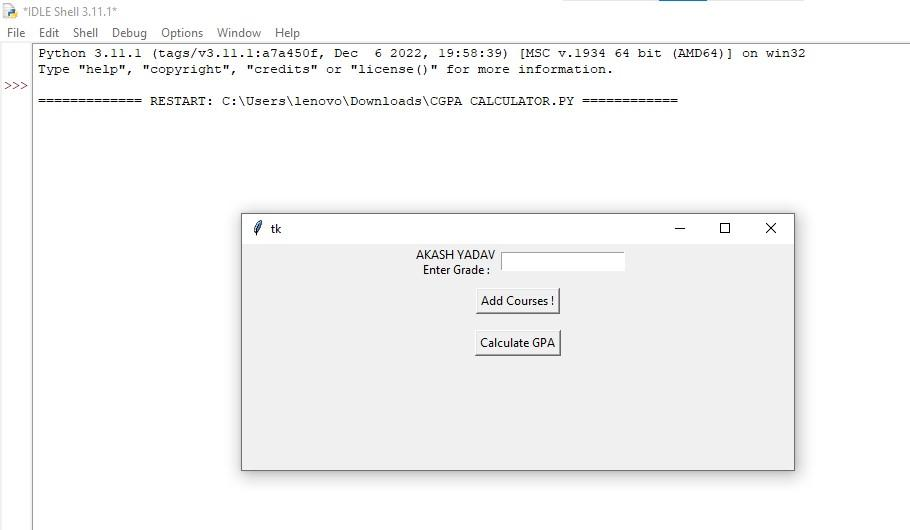 *IDLE Shell 3.11.1*
File Edit Shell Debug Options Window Help
Python 3.11.1 (tags/v3.11.1:a7a450f, Dec  6 2022, 19:58:39) [MSC v.1934 64 bit (AMD64)] on win32
Type "help", "copyright", "credits" or "license()" for more information.
>>>
============= RESTART: C:\Users\lenovo\Downloads\CGPA CALCULATOR.PY ============
tk
AKASH YADAV
Enter Grade :
Add Courses !
Calculate GPA